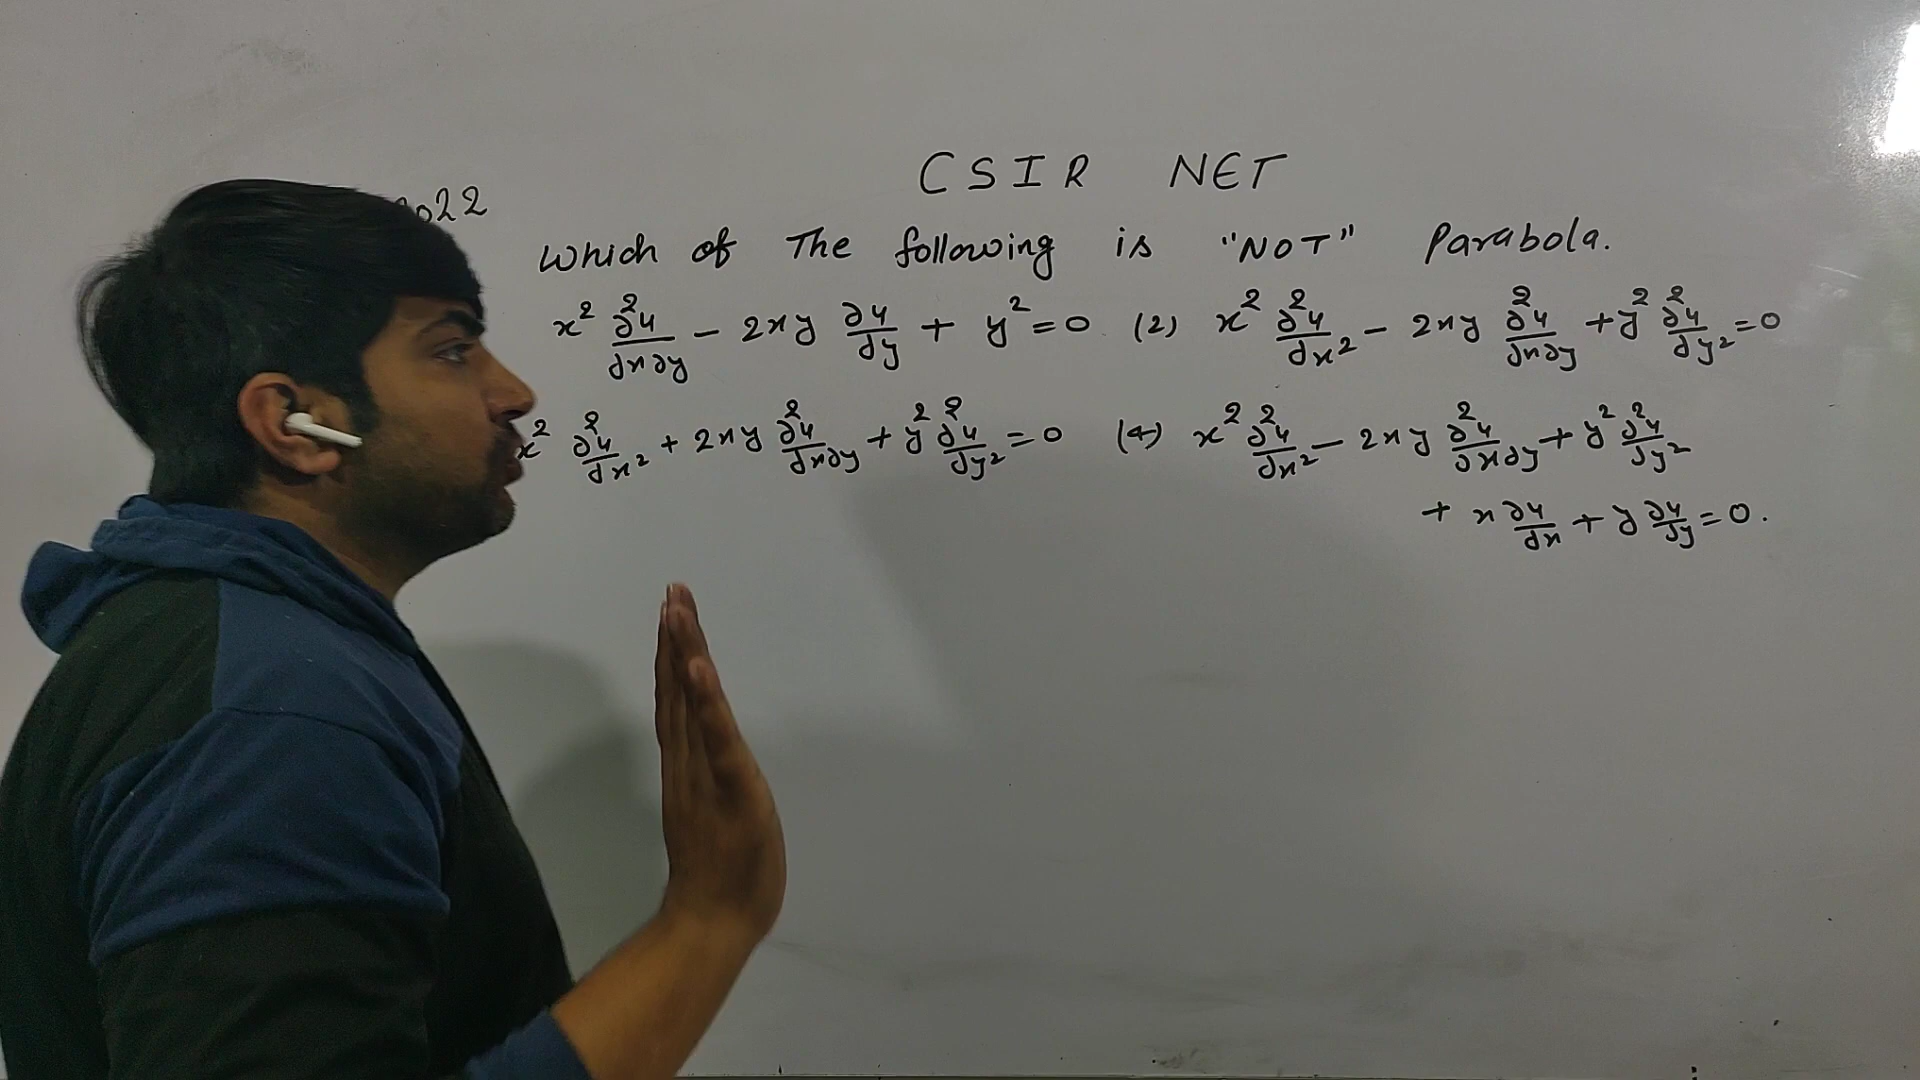 CSIR NET
2022
Which of The following is "NOT" Parabola.
x² ∂²u/∂x∂y - 2xy ∂u/∂y + y² = 0 (2) x² ∂²u/∂x² - 2xy ∂²u/∂x∂y + y² ∂²u/∂y² = 0
x² ∂²u/∂x² + 2xy ∂²u/∂x∂y + y² ∂²u/∂y² = 0 (4) x² ∂²u/∂x² - 2xy ∂²u/∂x∂y + y² ∂²u/∂y²
+ x ∂u/∂x + y ∂u/∂y = 0.